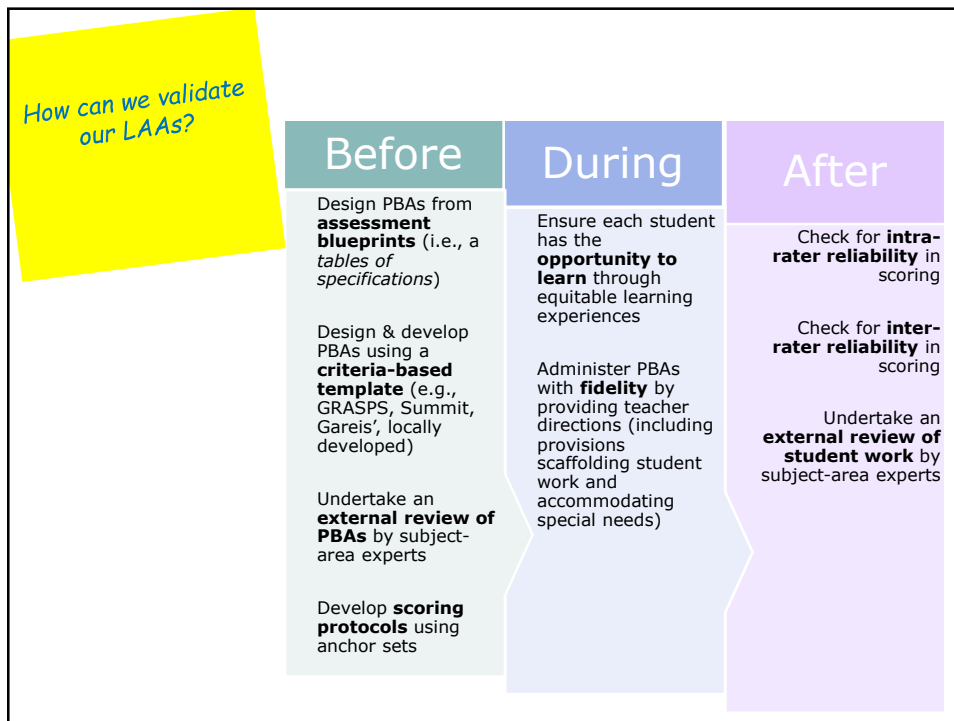 How can we validate
our LAAs?
Before
Design PBAs from
assessment
blueprints (i.e., a
tables of
specifications)
Design & develop
PBAs using a
criteria-based
template (e.g.,
GRASPS, Summit,
Gareis’, locally
developed)
Undertake an
external review of
PBAs by subject-
area experts
Develop scoring
protocols using
anchor sets
During
Ensure each student
has the
opportunity to
learn through
equitable learning
experiences
Administer PBAs
with fidelity by
providing teacher
directions (including
provisions
scaffolding student
work and
accommodating
special needs)
After
Check for intra-
rater reliability in
scoring
Check for inter-
rater reliability in
scoring
Undertake an
external review of
student work by
subject-area experts